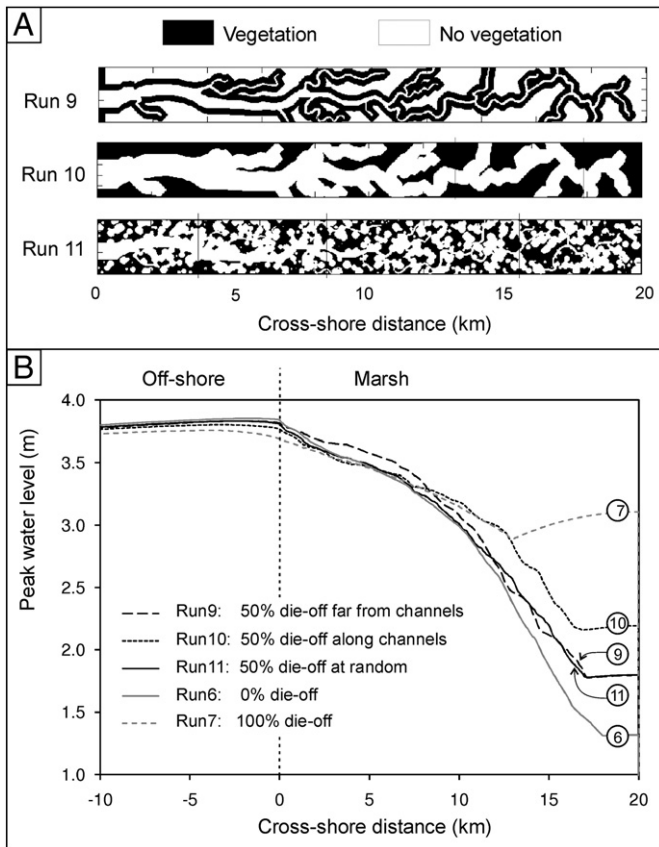 A
Vegetation No vegetation
Run 9
Run 10
Run 11
0 5 10 15 20
Cross-shore distance (km)
B
Off-shore Marsh
4.0
3.5
3.0
2.5
2.0
1.5
1.0
Peak water level (m)
7
10
9
11
6
Run9: 50% die-off far from channels
Run10: 50% die-off along channels
Run11: 50% die-off at random
Run6: 0% die-off
Run7: 100% die-off
-10 -5 0 5 10 15 20
Cross-shore distance (km)